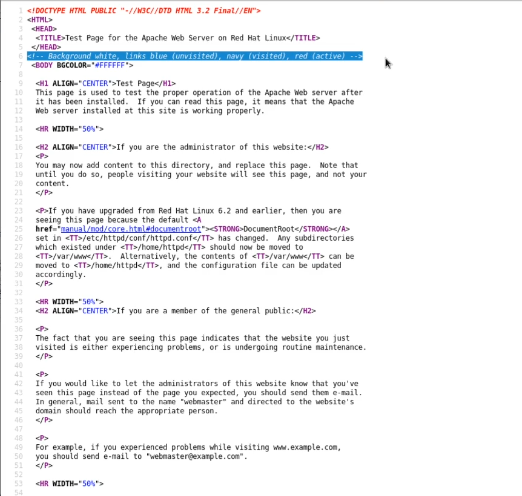 1 <!DOCTYPE HTML PUBLIC "-//W3C//DTD HTML 3.2 Final//EN">
2 <HTML>
3 <HEAD>
4 <TITLE>Test Page for the Apache Web Server on Red Hat Linux</TITLE>
5 </HEAD>
6 <!-- Background white, links blue (unvisited), navy (visited), red (active) -->
7 <BODY BGCOLOR="#FFFFFF">
8
9 <H1 ALIGN="CENTER">Test Page</H1>
10 This page is used to test the proper operation of the Apache Web server after
11 it has been installed.  If you can read this page, it means that the Apache
12 Web server installed at this site is working properly.
13
14 <HR WIDTH="50%">
15
16 <H2 ALIGN="CENTER">If you are the administrator of this website:</H2>
17 <P>
18 You may now add content to this directory, and replace this page.  Note that
19 until you do so, people visiting your website will see this page, and not your
20 content.
21 </P>
22
23 <P>If you have upgraded from Red Hat Linux 6.2 and earlier, then you are
24 seeing this page because the default <A
25 href="manual/mod/core.html#documentroot"><STRONG>DocumentRoot</STRONG></A>
26 set in <TT>/etc/httpd/conf/httpd.conf</TT> has changed.  Any subdirectories
27 which existed under <TT>/home/httpd</TT> should now be moved to
28 <TT>/var/www</TT>.  Alternatively, the contents of <TT>/var/www</TT> can be
29 moved to <TT>/home/httpd</TT>, and the configuration file can be updated
30 accordingly.
31 </P>
32
33 <HR WIDTH="50%">
34 <H2 ALIGN="CENTER">If you are a member of the general public:</H2>
35
36 <P>
37 The fact that you are seeing this page indicates that the website you just
38 visited is either experiencing problems, or is undergoing routine maintenance.
39 </P>
40
41 <P>
42 If you would like to let the administrators of this website know that you've
43 seen this page instead of the page you expected, you should send them e-mail.
44 In general, mail sent to the name "webmaster" and directed to the website's
45 domain should reach the appropriate person.
46 </P>
47
48 <P>
49 For example, if you experienced problems while visiting www.example.com,
50 you should send e-mail to "webmaster@example.com".
51 </P>
52
53 <HR WIDTH="50%">
54